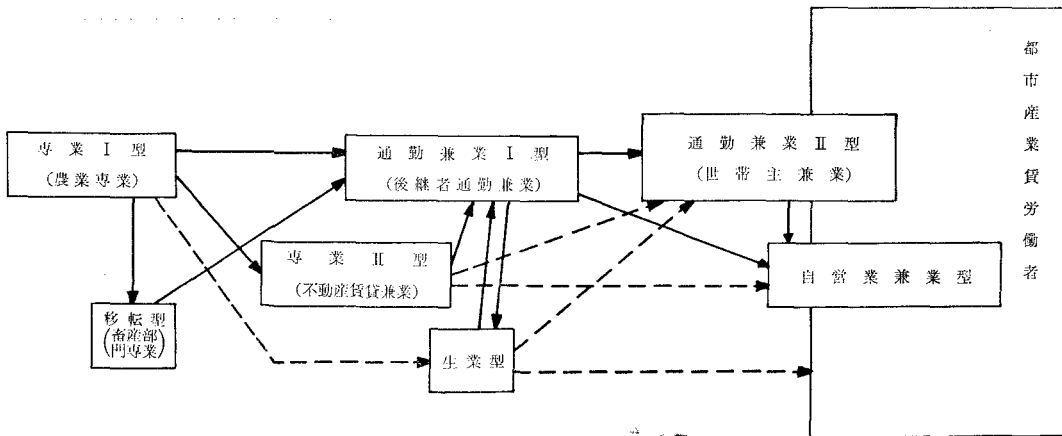 都市産業賃労働者
専業Ⅰ型
(農業専業)
通勤兼業Ⅰ型
(後継者通勤兼業)
通勤兼業Ⅱ型
(世帯主兼業)
専業Ⅱ型
(不動産賃貸兼業)
自営業兼業型
移転型
(畜産部
門専業)
生業型